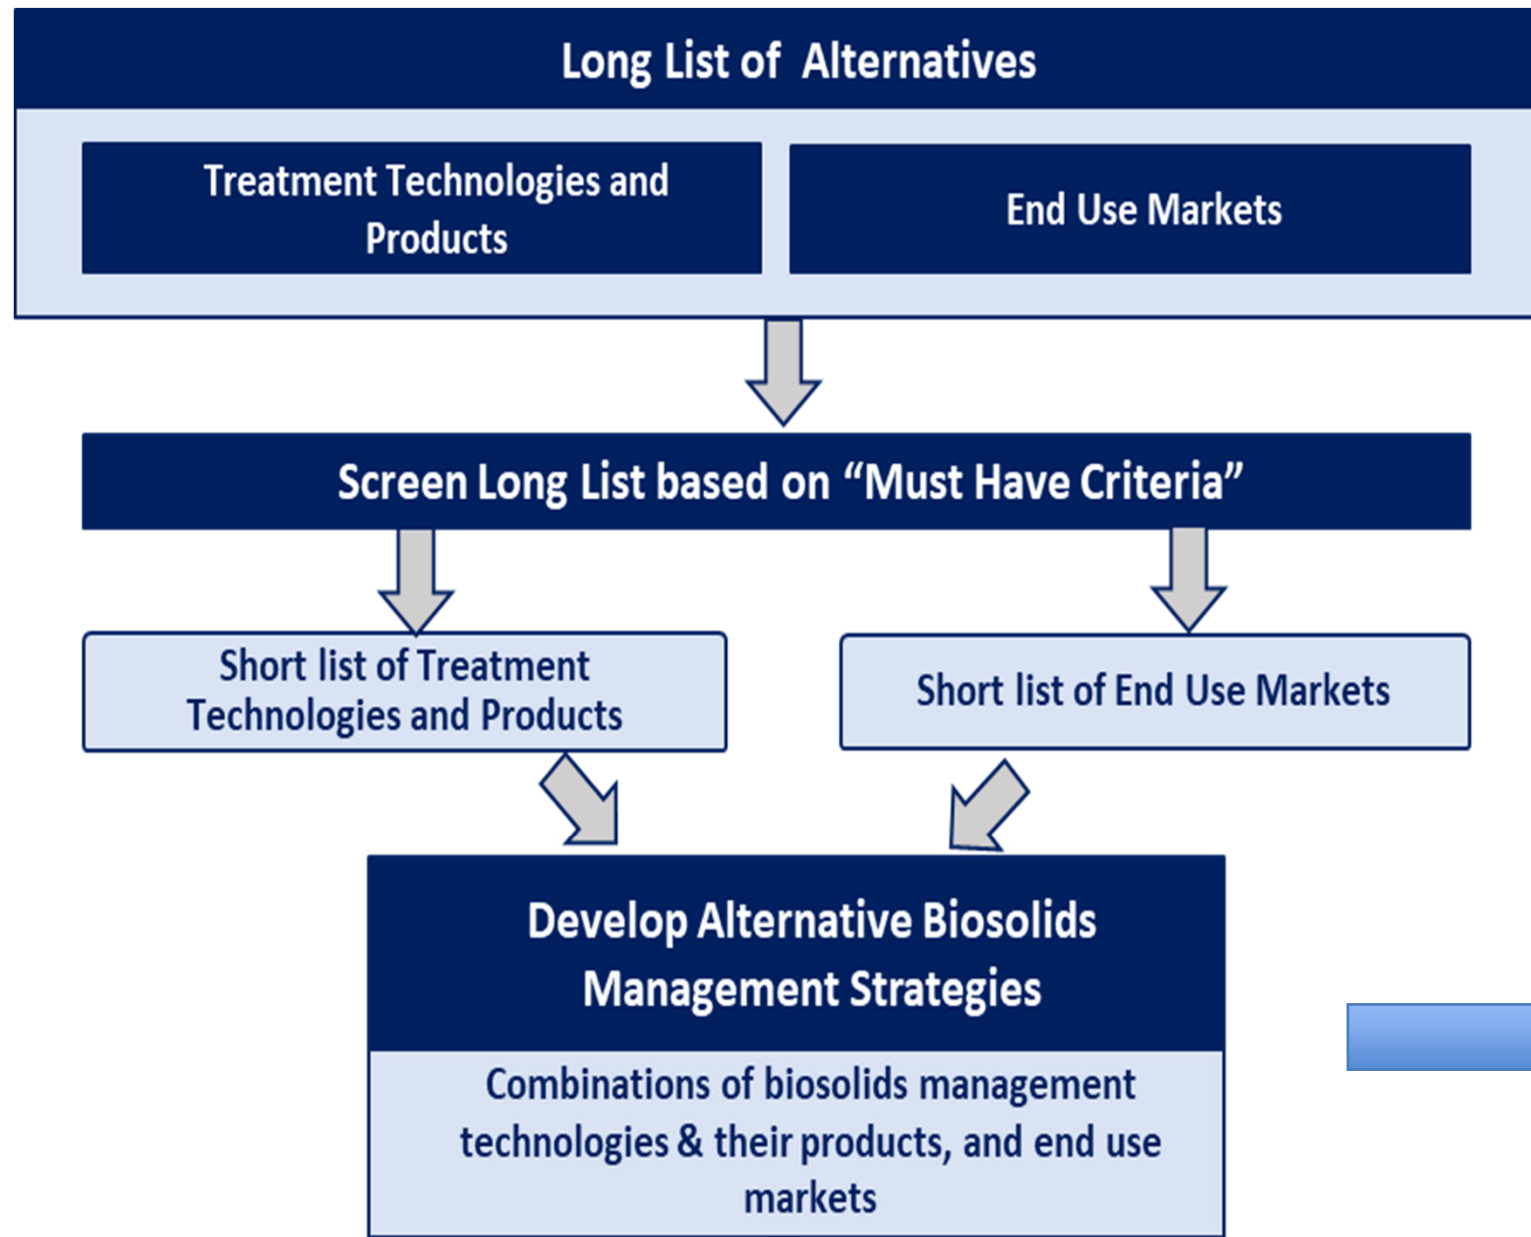 Long List of Alternatives
Treatment Technologies and
Products
End Use Markets
Screen Long List based on “Must Have Criteria”
Short list of Treatment
Technologies and Products
Short list of End Use Markets
Develop Alternative Biosolids
Management Strategies
Combinations of biosolids management
technologies & their products, and end use
markets